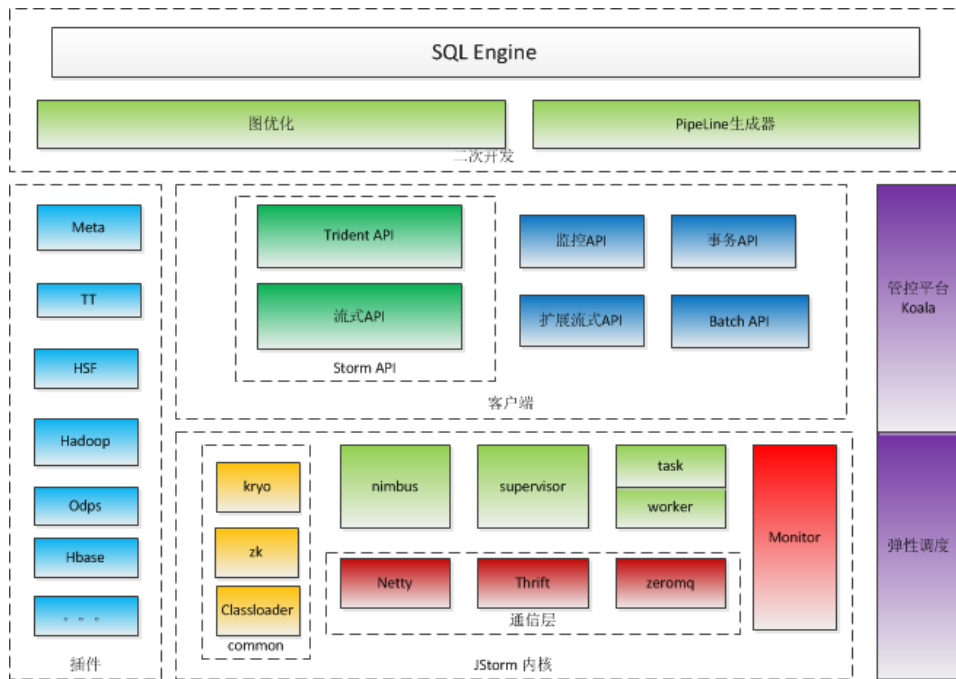 SQL Engine
图优化
PipeLine生成器
二次开发
Meta
TT
HSF
Hadoop
Odps
Hbase
。。。
插件
Trident API
流式API
Storm API
监控API
事务API
扩展流式API
Batch API
客户端
kryo
zk
Classloader
common
nimbus
supervisor
task
worker
Netty
Thrift
zeromq
通信层
Monitor
JStorm 内核
管控平台
Koala
弹性调度